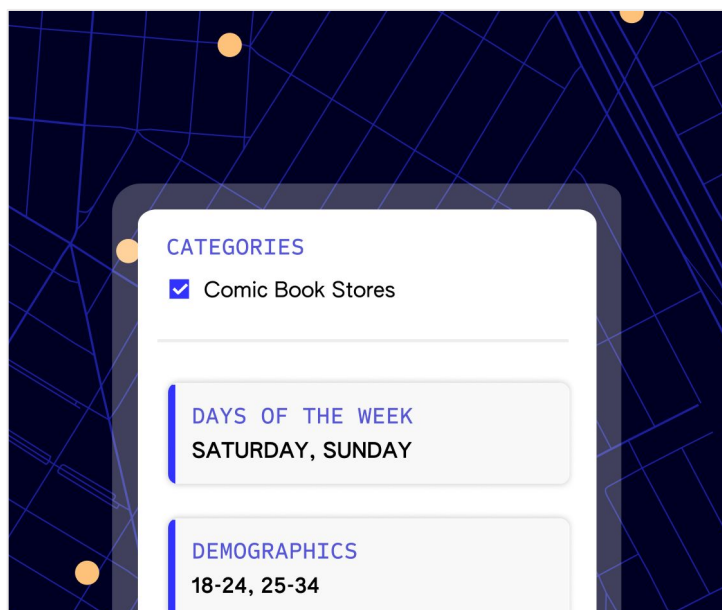 CATEGORIES
Comic Book Stores
DAYS OF THE WEEK
SATURDAY, SUNDAY
DEMOGRAPHICS
18-24, 25-34